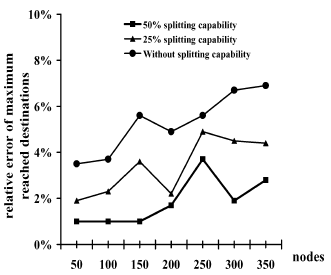 10%
50% splitting capability
25% splitting capability
Without splitting capability
8%
6%
4%
2%
0%
relative error of maximum
reached destinations
50 100 150 200 250 300 350 nodes